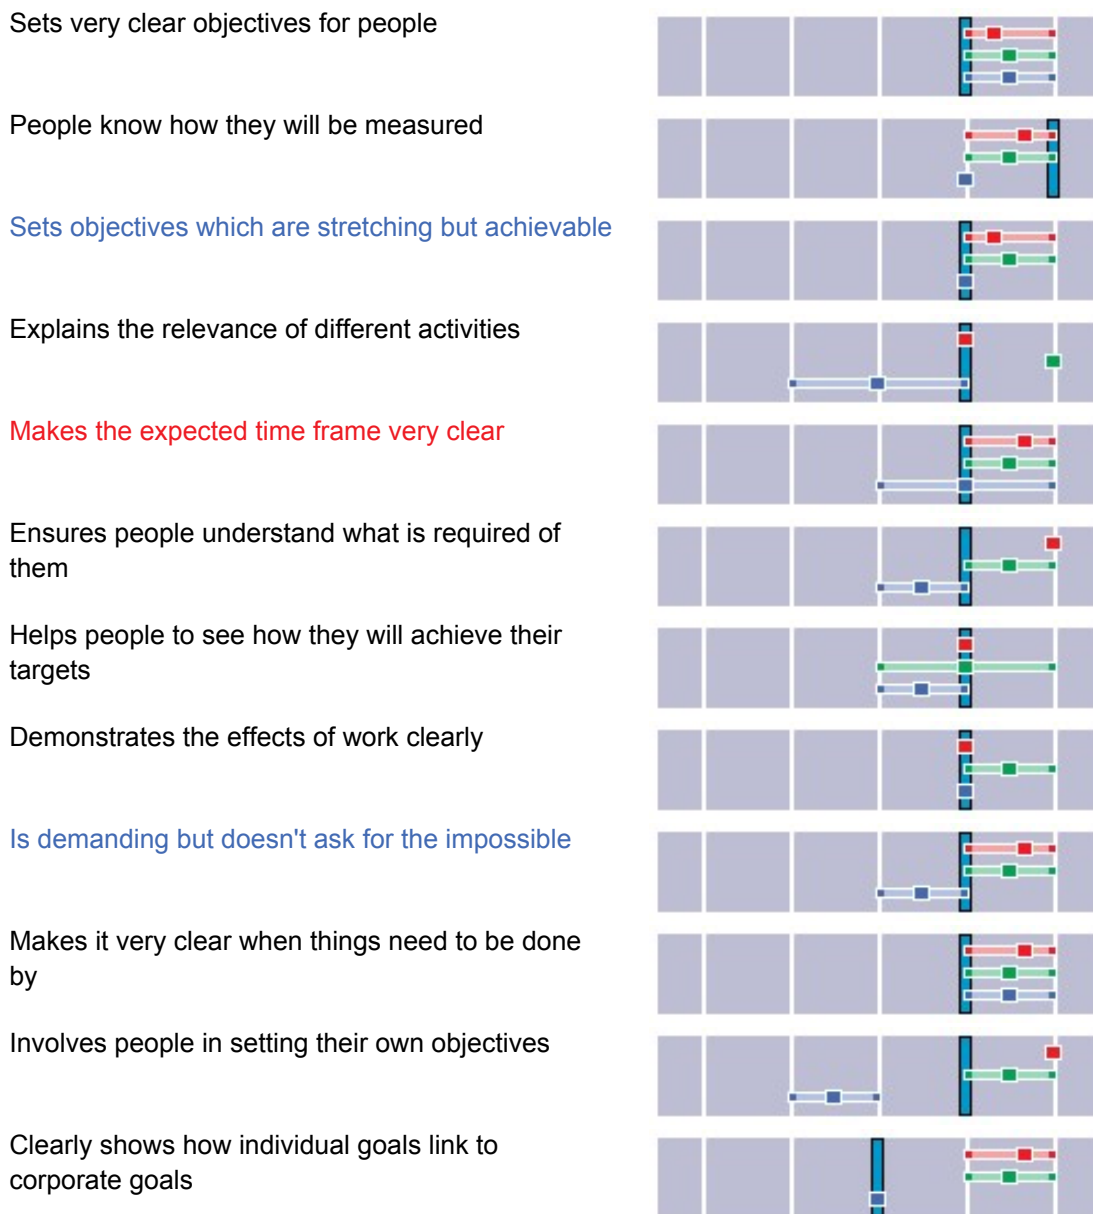 Sets very clear objectives for people
People know how they will be measured
Sets objectives which are stretching but achievable
Explains the relevance of different activities
Makes the expected time frame very clear
Ensures people understand what is required of
them
Helps people to see how they will achieve their
targets
Demonstrates the effects of work clearly
Is demanding but doesn't ask for the impossible
Makes it very clear when things need to be done
by
Involves people in setting their own objectives
Clearly shows how individual goals link to
corporate goals